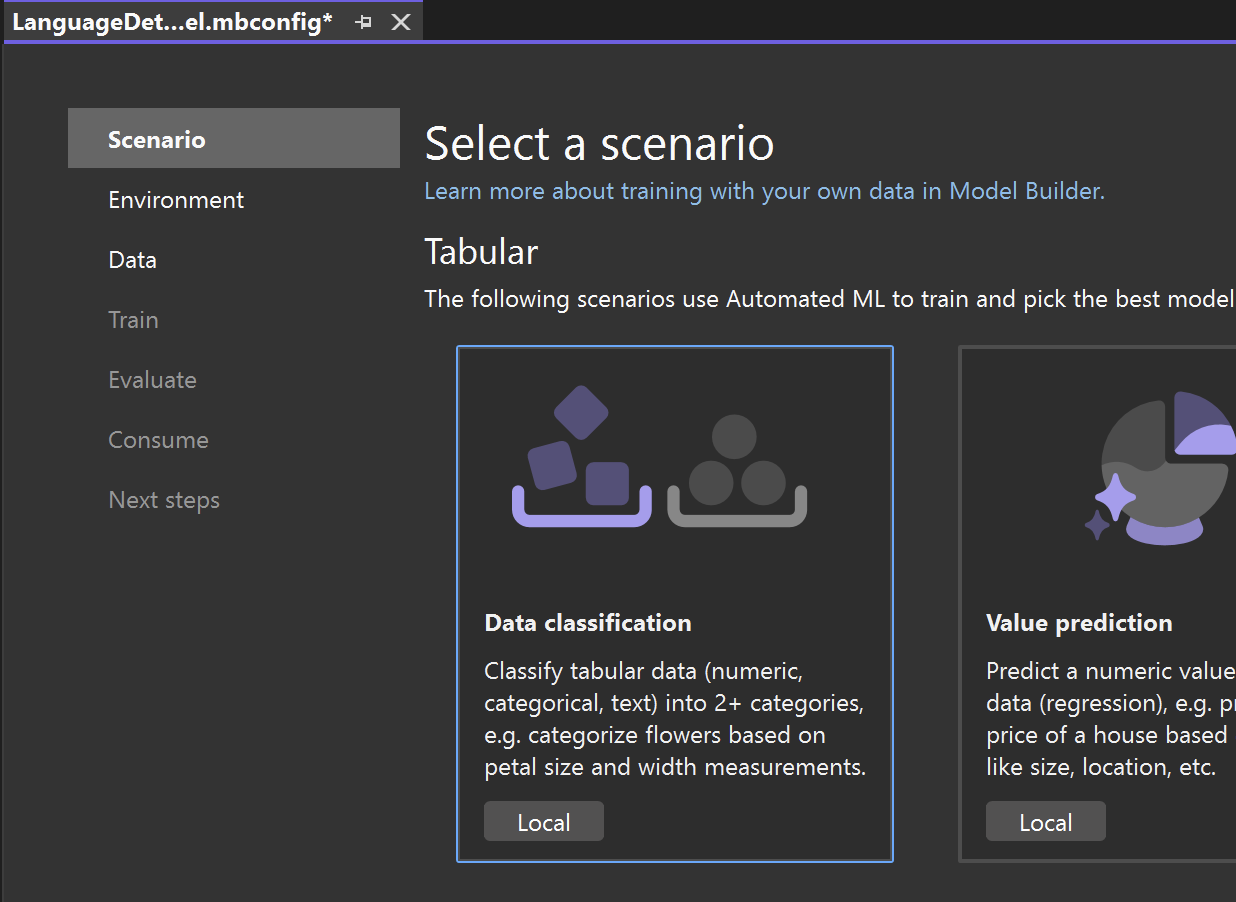 LanguageDet...el.mbconfig*
Scenario
Environment
Data
Train
Evaluate
Consume
Next steps
Select a scenario
Learn more about training with your own data in Model Builder.
Tabular
The following scenarios use Automated ML to train and pick the best model
Data classification
Classify tabular data (numeric,
categorical, text) into 2+ categories,
e.g. categorize flowers based on
petal size and width measurements.
Local
Value prediction
Predict a numeric value
data (regression), e.g. pr
price of a house based
like size, location, etc.
Local